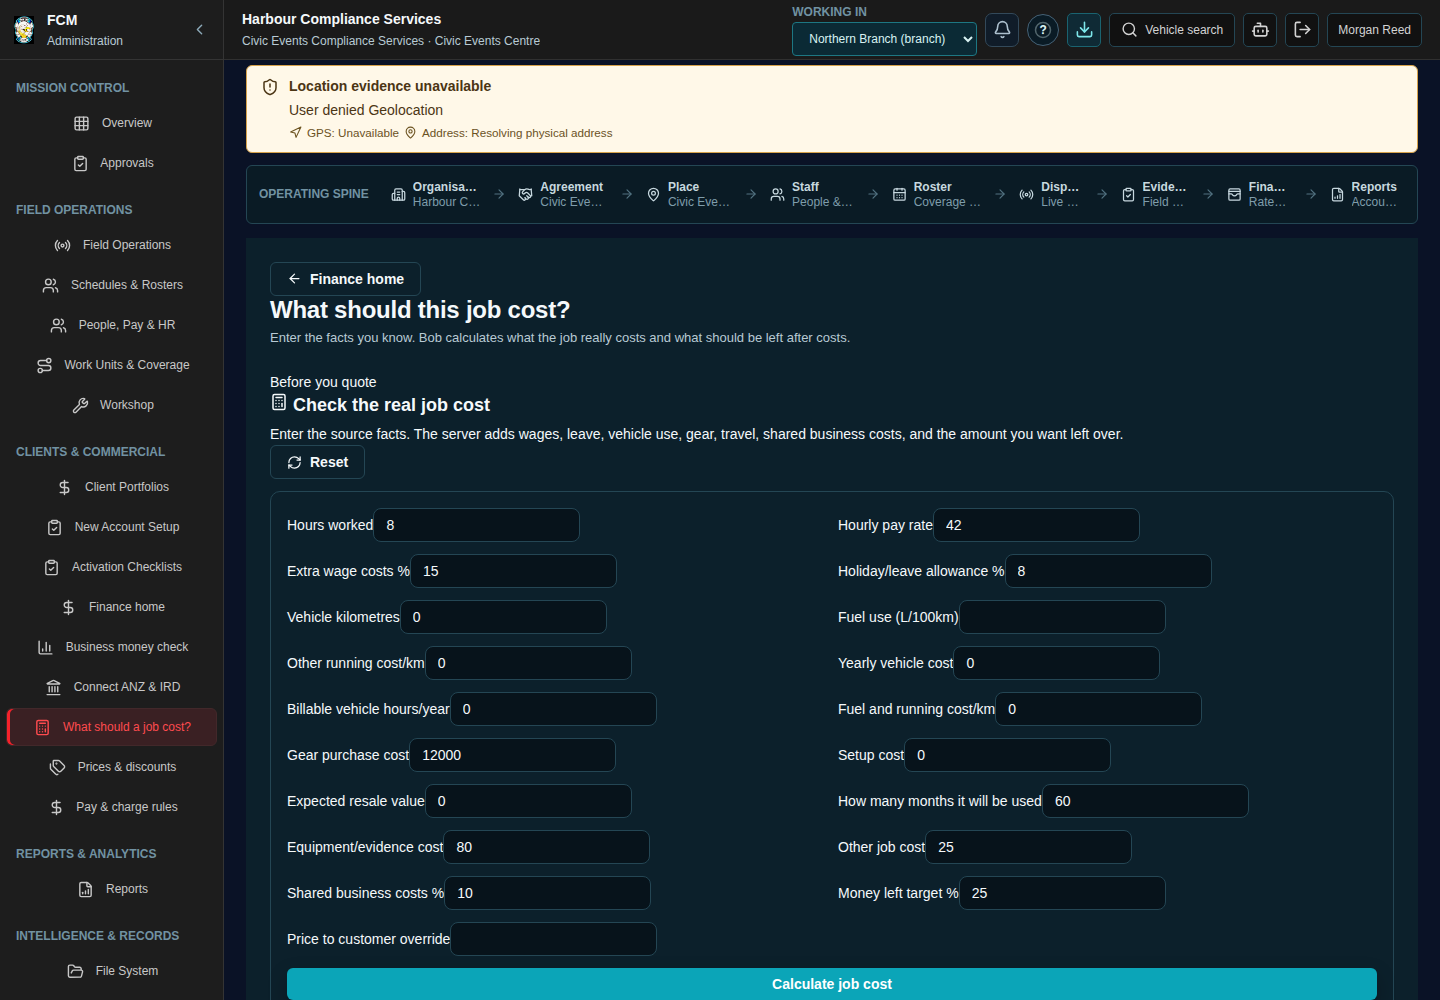 FCM
Administration
Harbour Compliance Services
Civic Events Compliance Services · Civic Events Centre
WORKING IN
Northern Branch (branch)
Vehicle search
Morgan Reed
MISSION CONTROL
Overview
Approvals
FIELD OPERATIONS
Field Operations
Schedules & Rosters
People, Pay & HR
Work Units & Coverage
Workshop
CLIENTS & COMMERCIAL
Client Portfolios
New Account Setup
Activation Checklists
Finance home
Business money check
Connect ANZ & IRD
What should a job cost?
Prices & discounts
Pay & charge rules
REPORTS & ANALYTICS
Reports
INTELLIGENCE & RECORDS
File System
Location evidence unavailable
User denied Geolocation
GPS: Unavailable Address: Resolving physical address
OPERATING SPINE
Organisa…
Harbour C…
Agreement
Civic Eve…
Place
Civic Eve…
Staff
People &…
Roster
Coverage …
Disp…
Live …
Evide…
Field …
Fina…
Rate…
Reports
Accou…
Finance home
What should this job cost?
Enter the facts you know. Bob calculates what the job really costs and what should be left after costs.
Before you quote
Check the real job cost
Enter the source facts. The server adds wages, leave, vehicle use, gear, travel, shared business costs, and the amount you want left over.
Reset
Hours worked 8
Hourly pay rate 42
Extra wage costs % 15
Holiday/leave allowance % 8
Vehicle kilometres 0
Fuel use (L/100km)
Other running cost/km 0
Yearly vehicle cost 0
Billable vehicle hours/year 0
Fuel and running cost/km 0
Gear purchase cost 12000
Setup cost 0
Expected resale value 0
How many months it will be used 60
Equipment/evidence cost 80
Other job cost 25
Shared business costs % 10
Money left target % 25
Price to customer override
Calculate job cost